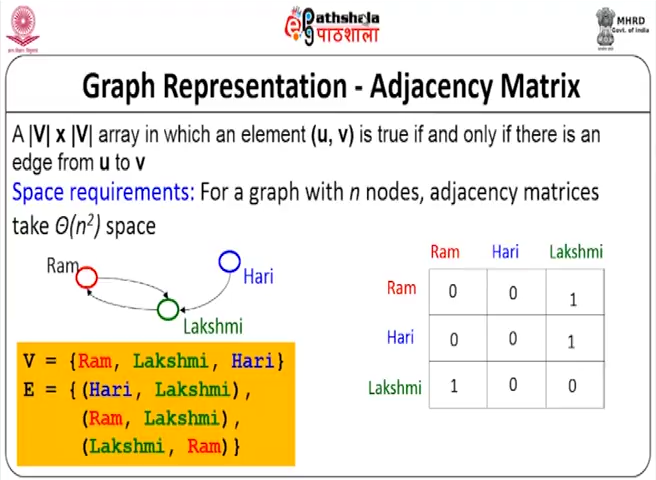 ePathshala
पाठशाला
MHRD
Govt. of India
Graph Representation - Adjacency Matrix
A |V| x |V| array in which an element (u, v) is true if and only if there is an
edge from u to v
Space requirements: For a graph with n nodes, adjacency matrices
take Θ(n²) space
Ram
Hari
Lakshmi
V = {Ram, Lakshmi, Hari}
E = {(Hari, Lakshmi),
(Ram, Lakshmi),
(Lakshmi, Ram)}
Ram Hari Lakshmi
Ram 0 0 1
Hari 0 0 1
Lakshmi 1 0 0